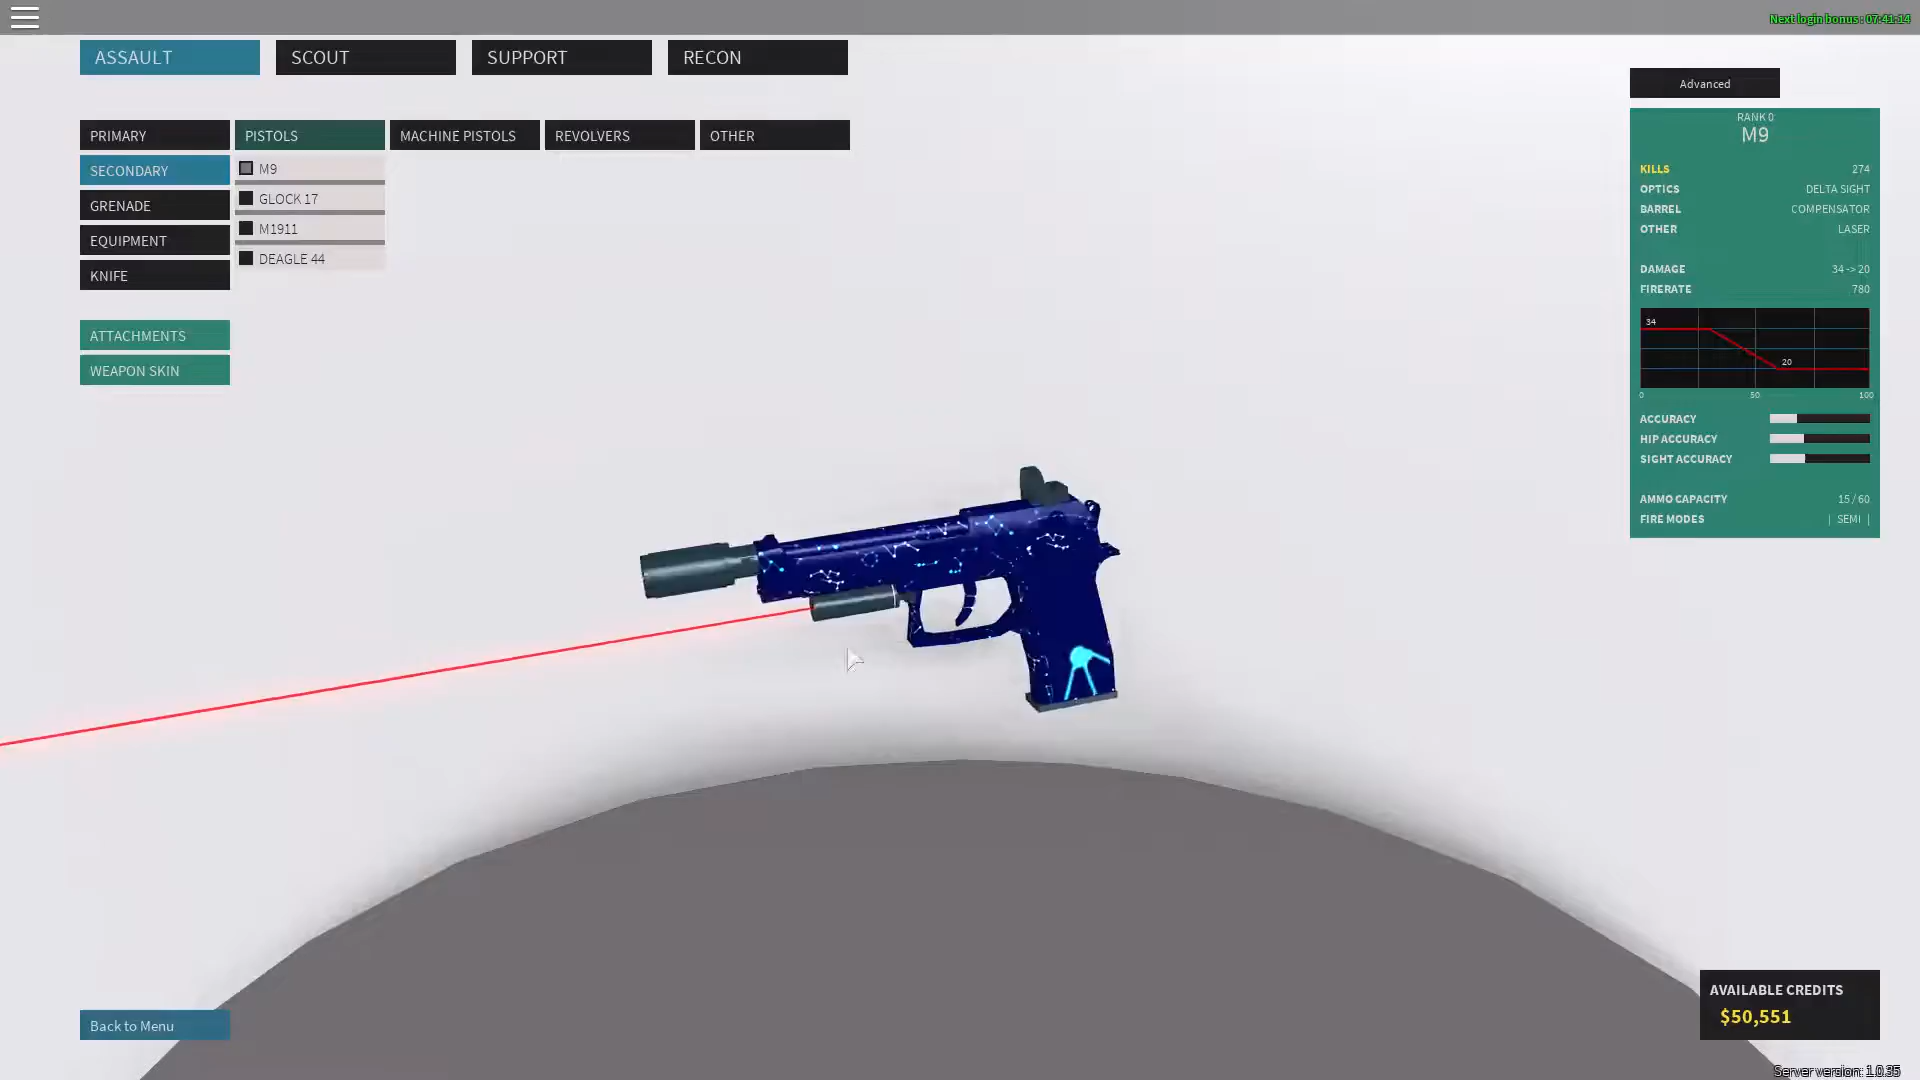 Next login bonus : 07:41:14
ASSAULT
SCOUT
SUPPORT
RECON
PRIMARY
SECONDARY
GRENADE
EQUIPMENT
KNIFE
ATTACHMENTS
WEAPON SKIN
PISTOLS
MACHINE PISTOLS
REVOLVERS
OTHER
M9
GLOCK 17
M1911
DEAGLE 44
Advanced
RANK 0
M9
KILLS 274
OPTICS DELTA SIGHT
BARREL COMPENSATOR
OTHER LASER
DAMAGE 34 -> 20
FIRERATE 780
34
20
0 50 100
ACCURACY
HIP ACCURACY
SIGHT ACCURACY
AMMO CAPACITY 15 / 60
FIRE MODES | SEMI |
Back to Menu
AVAILABLE CREDITS
$50,551
Server version: 1.0.35